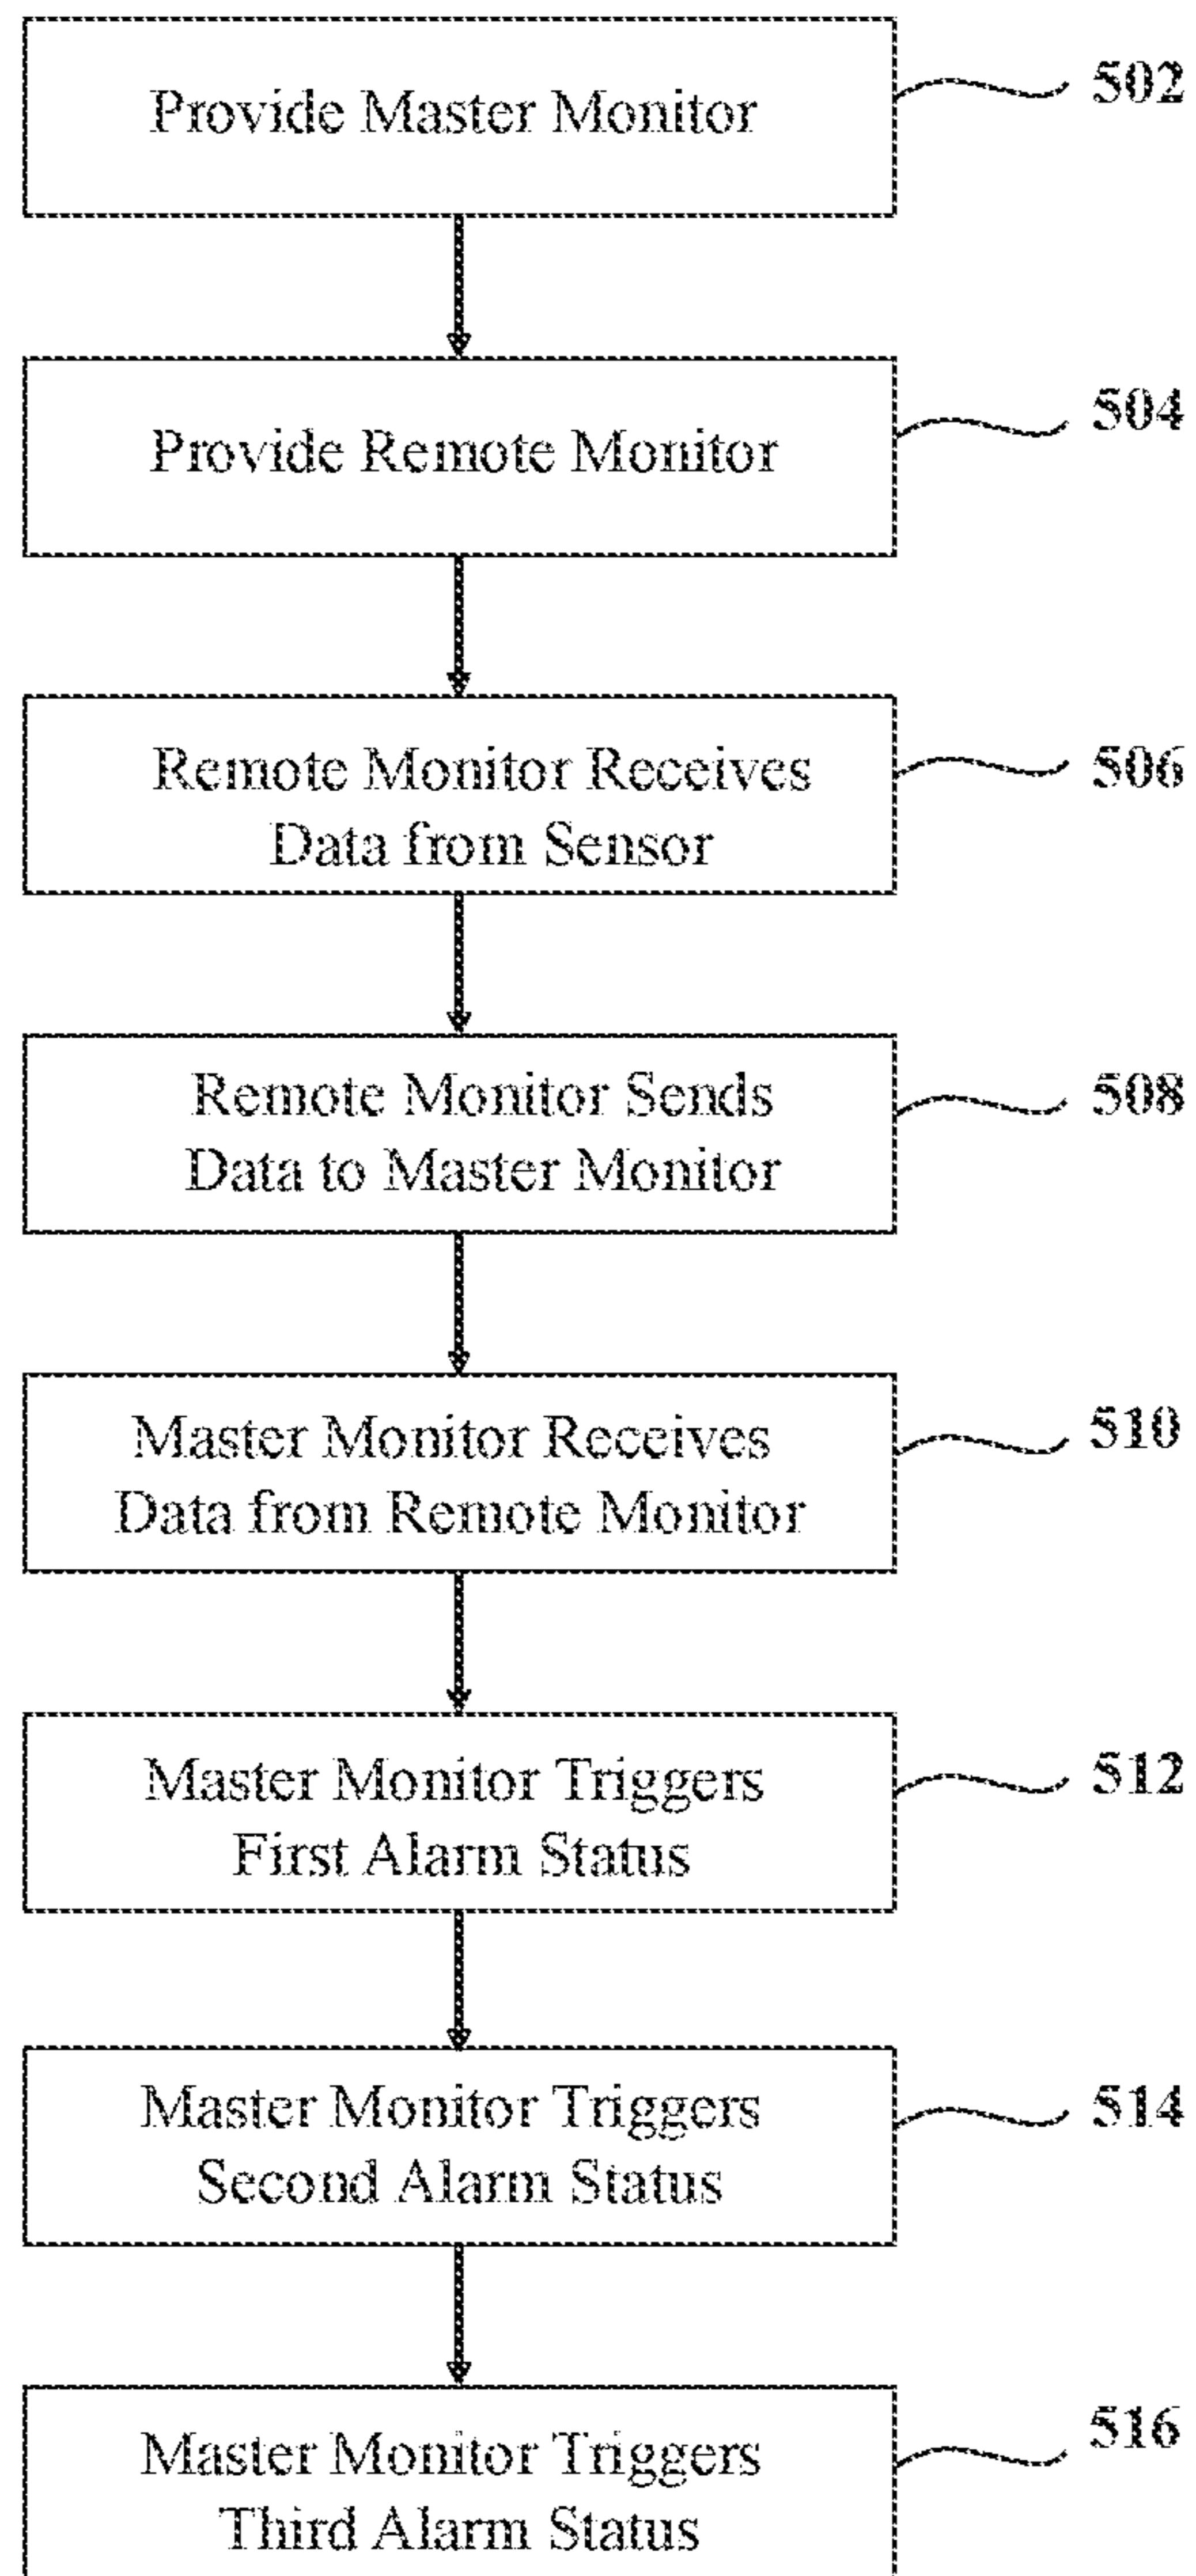 Provide Master Monitor
502
Provide Remote Monitor
504
Remote Monitor Receives
Data from Sensor
506
Remote Monitor Sends
Data to Master Monitor
508
Master Monitor Receives
Data from Remote Monitor
510
Master Monitor Triggers
First Alarm Status
512
Master Monitor Triggers
Second Alarm Status
514
Master Monitor Triggers
Third Alarm Status
516